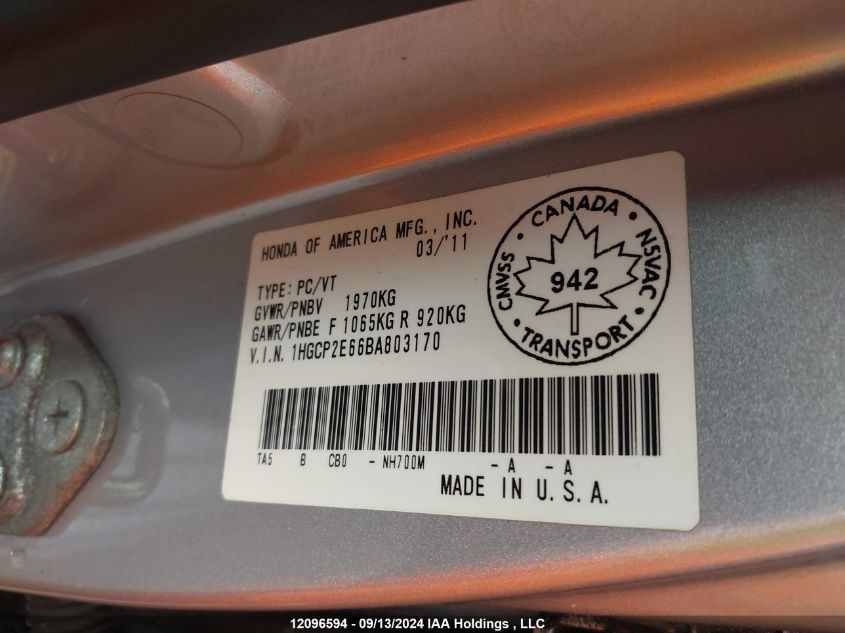 HONDA OF AMERICA MFG., INC.
03/'11
TYPE: PC/VT
GVWR/PNBV 1970KG
GAWR/PNBE F 1065KG R 920KG
V.I.N. 1HGCP2E66BA803170
CANADA
CMVSS
NSVAC
942
TRANSPORT
TA5 B CB0 - NH700M - A - A
MADE IN U.S.A.
12096594 - 09/13/2024 IAA Holdings , LLC